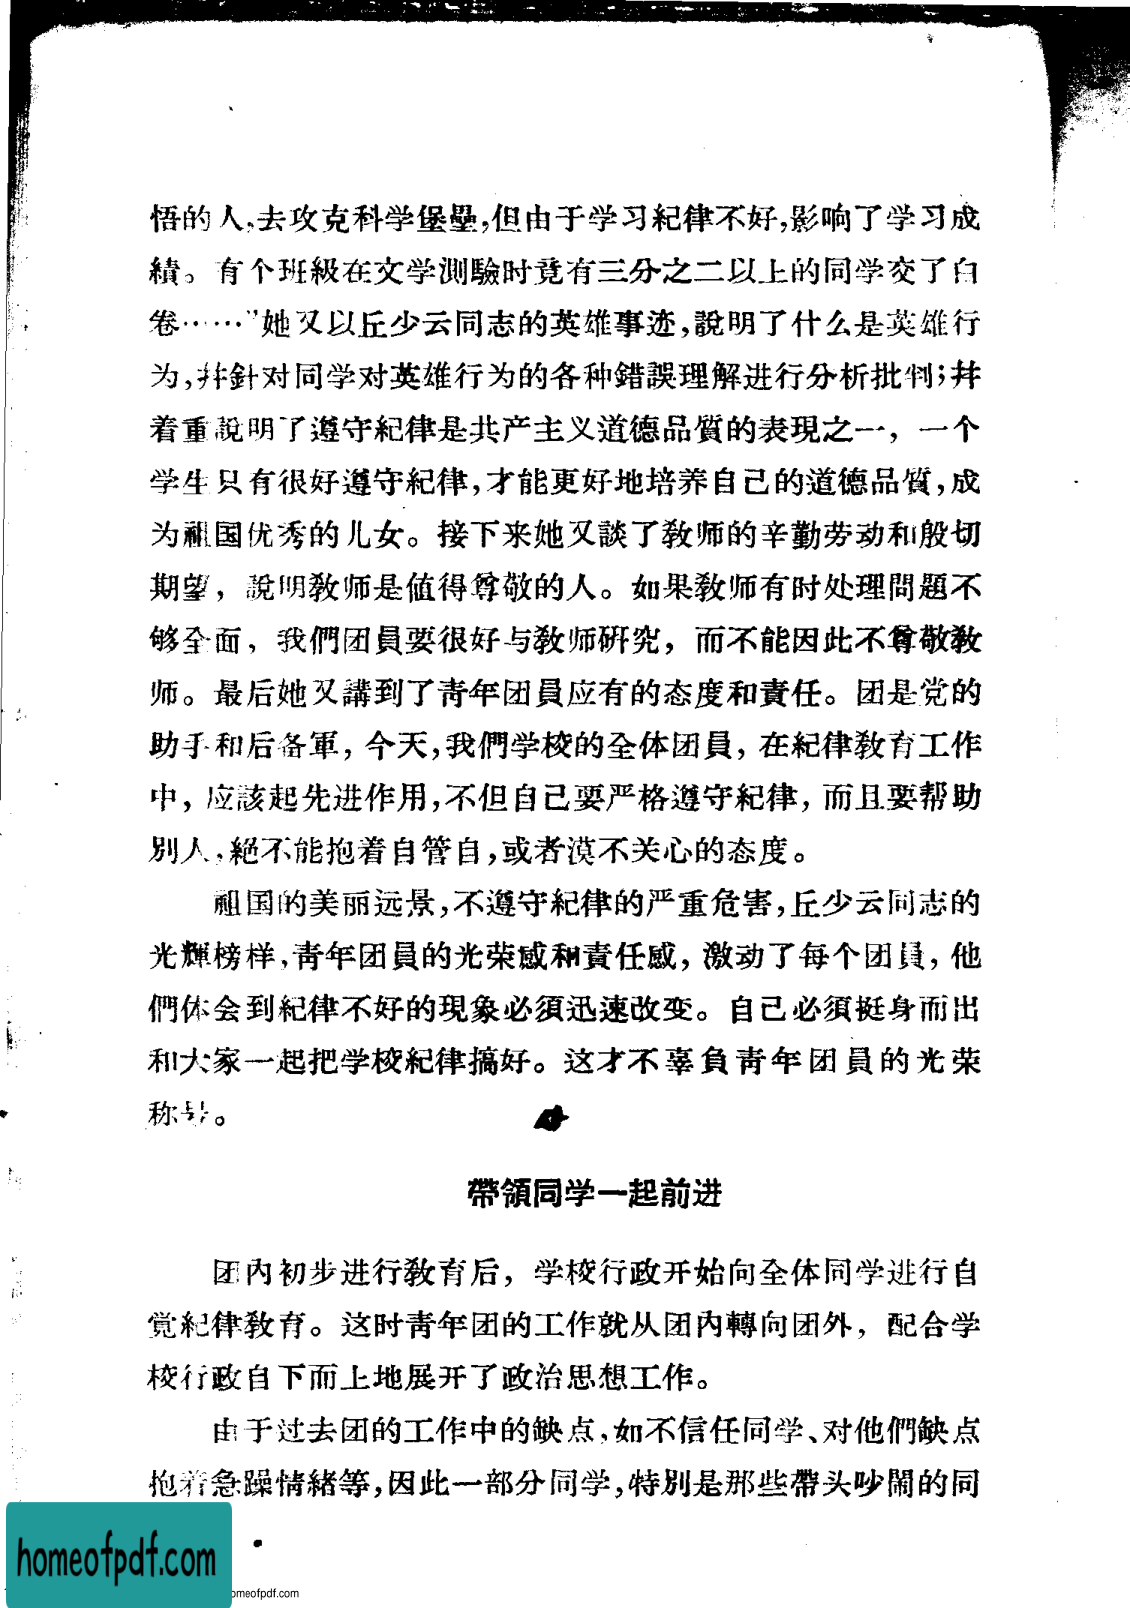 悟的人,去攻克科学堡壘,但由于学习紀律不好,影响了学习成
績。有个班級在文学測驗时竟有三分之二以上的同学交了白
卷……”她又以丘少云同志的英雄事迹,說明了什么是英雄行
为,幷針对同学对英雄行为的各种錯誤理解进行分析批判;幷
着重說明了遵守紀律是共产主义道德品質的表現之一，一个
学生只有很好遵守紀律,才能更好地培养自己的道德品質,成
为祖国优秀的儿女。接下来她又談了教师的辛勤劳动和殷切
期望，說明教师是值得尊敬的人。如果教师有时处理問題不
够全面，我們团員要很好与教师研究，而不能因此不尊敬教
师。最后她又講到了青年团員应有的态度和責任。团是党的
助手和后备軍，今天,我們学校的全体团員，在紀律教育工作
中，应該起先进作用,不但自己要严格遵守紀律，而且要帮助
別人,絕不能抱着自管自,或者漠不关心的态度。
祖国的美丽远景,不遵守紀律的严重危害,丘少云同志的
光輝榜样,青年团員的光荣感和責任感，激动了每个团員，他
們体会到紀律不好的現象必須迅速改变。自己必須挺身而出
和大家一起把学校紀律搞好。这才不辜負青年团員的光荣
称号。
帶領同学一起前进
团内初步进行教育后，学校行政开始向全体同学进行自
觉紀律教育。这时青年团的工作就从团内轉向团外，配合学
校行政自下而上地展开了政治思想工作。
由于过去团的工作中的缺点,如不信任同学、对他們缺点
抱着急躁情緒等,因此一部分同学,特別是那些帶头吵鬧的同
homeofpdf.com
omeofpdf.com